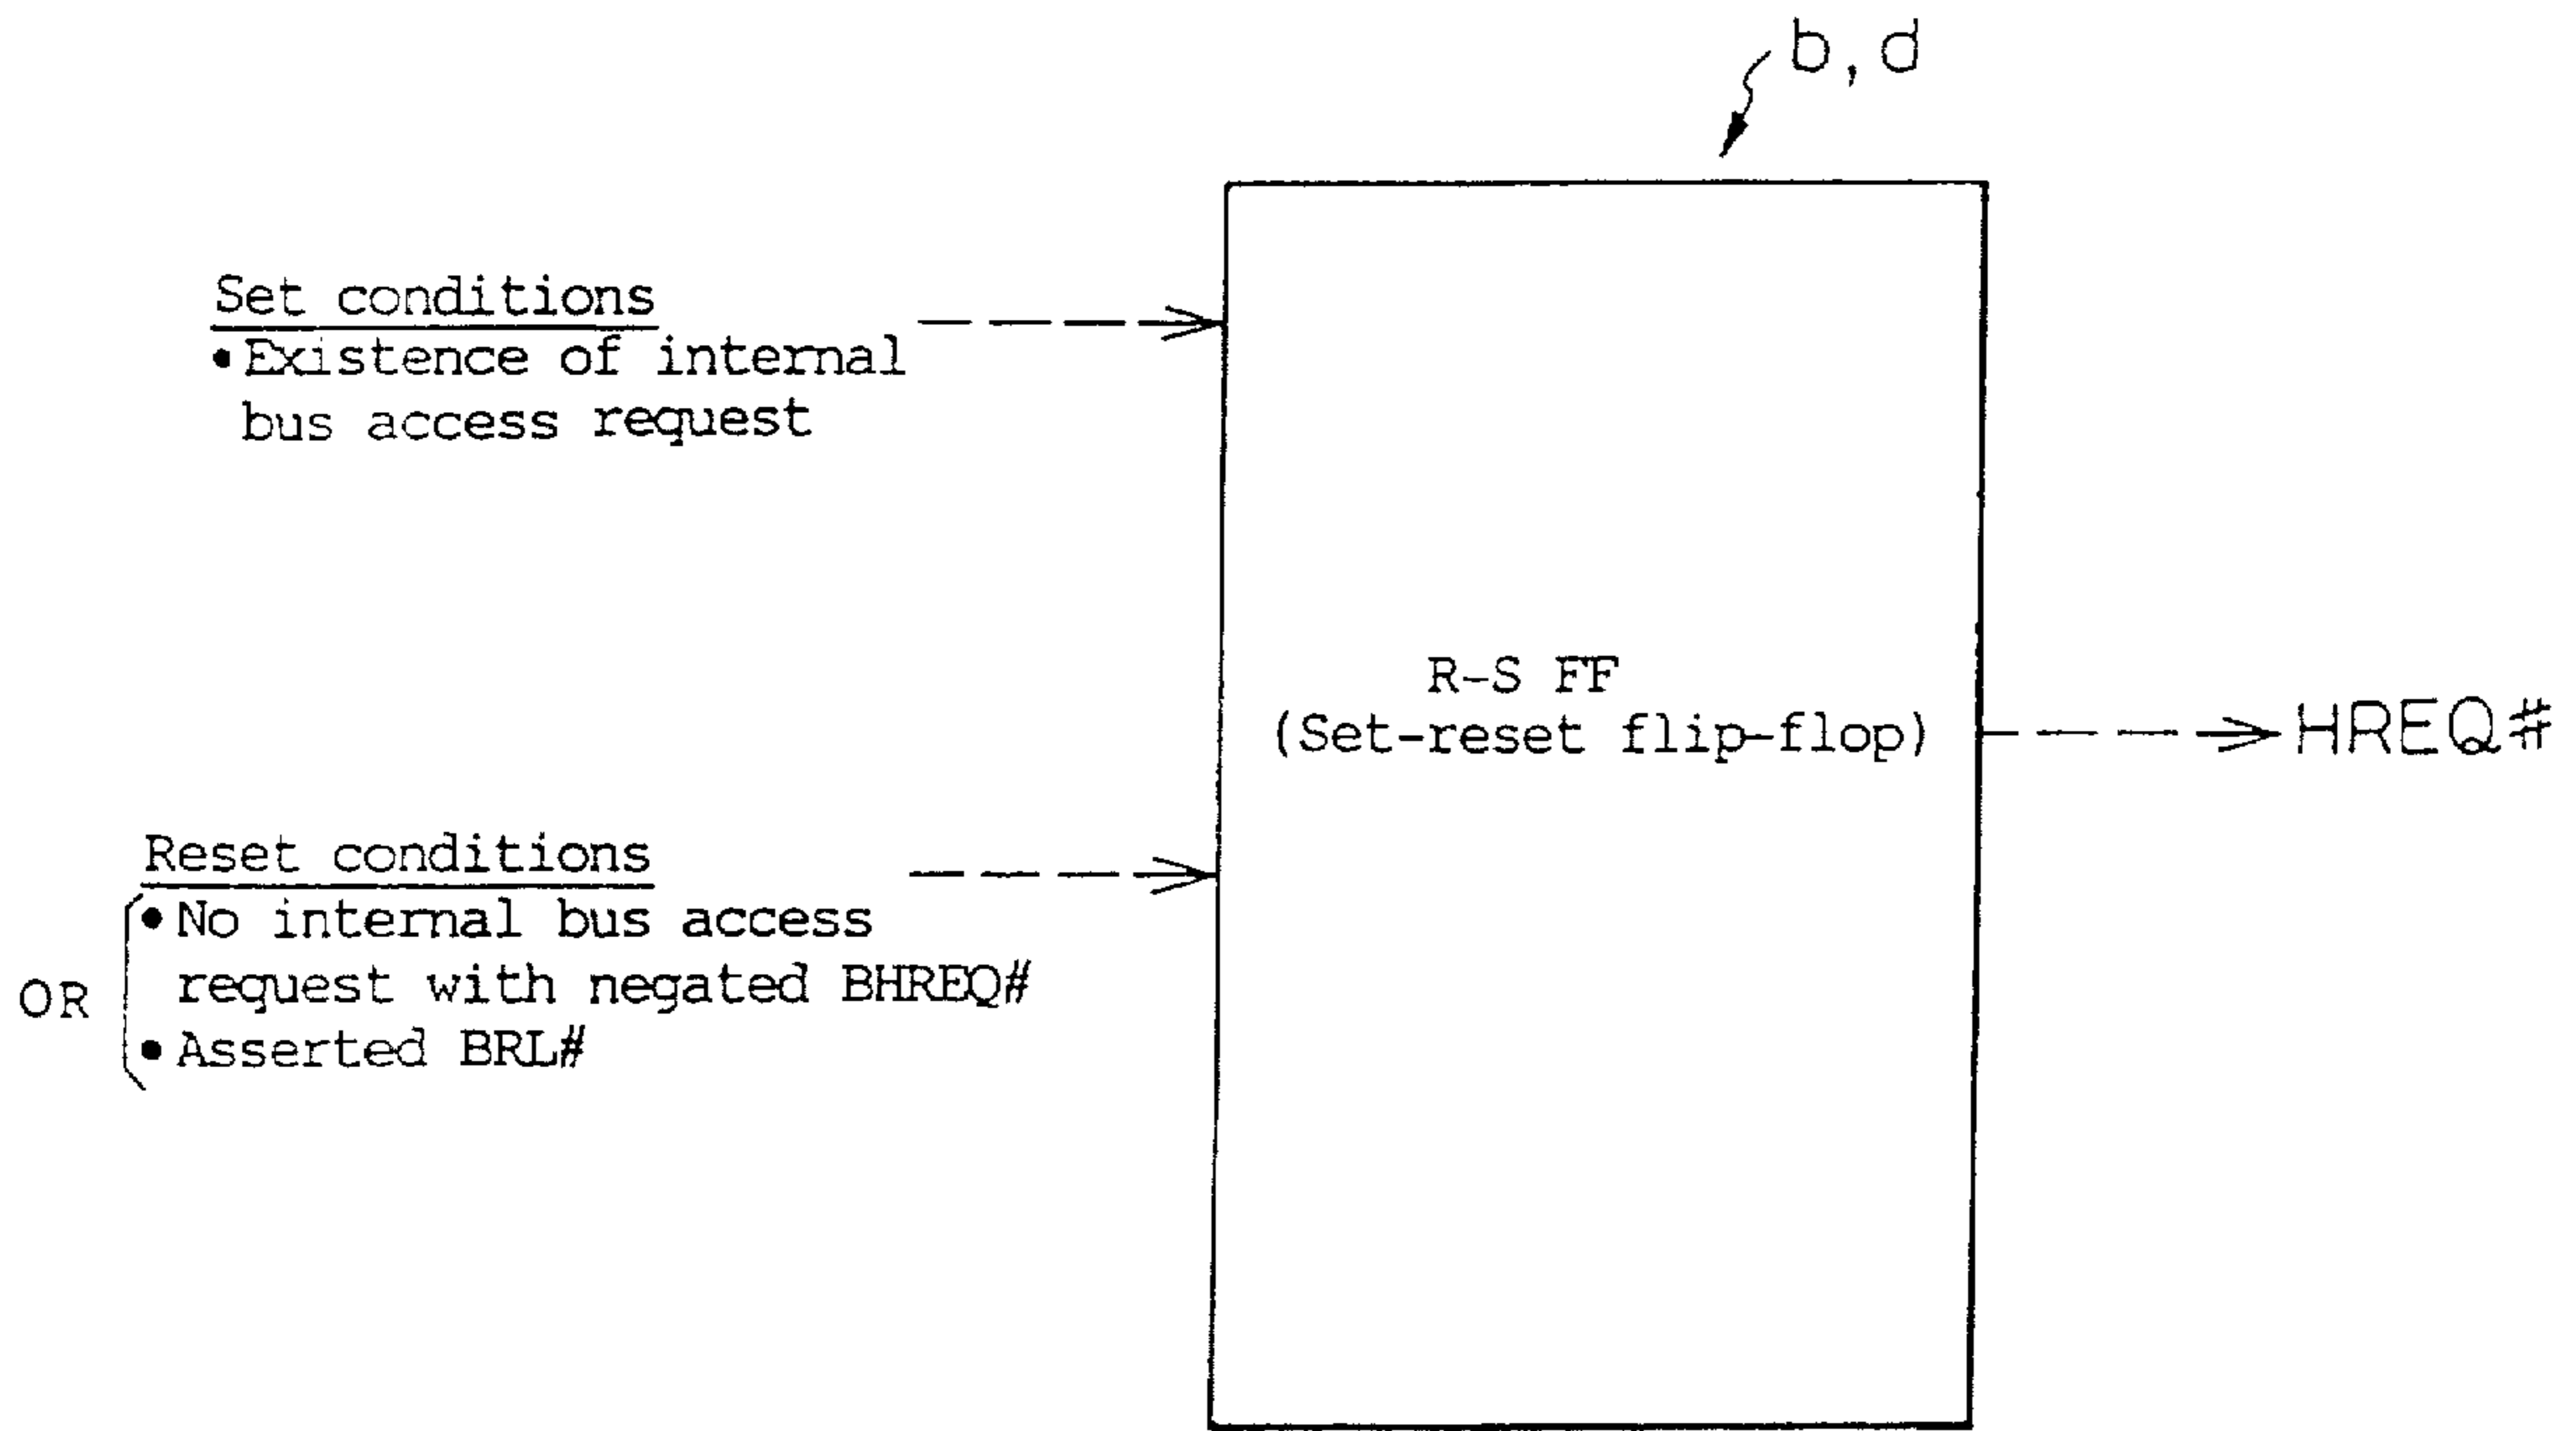 b, d
Set conditions
•Existence of internal
bus access request
R-S FF
(Set-reset flip-flop)
HREQ#
Reset conditions
•No internal bus access
request with negated BHREQ#
OR
•Asserted BRL#